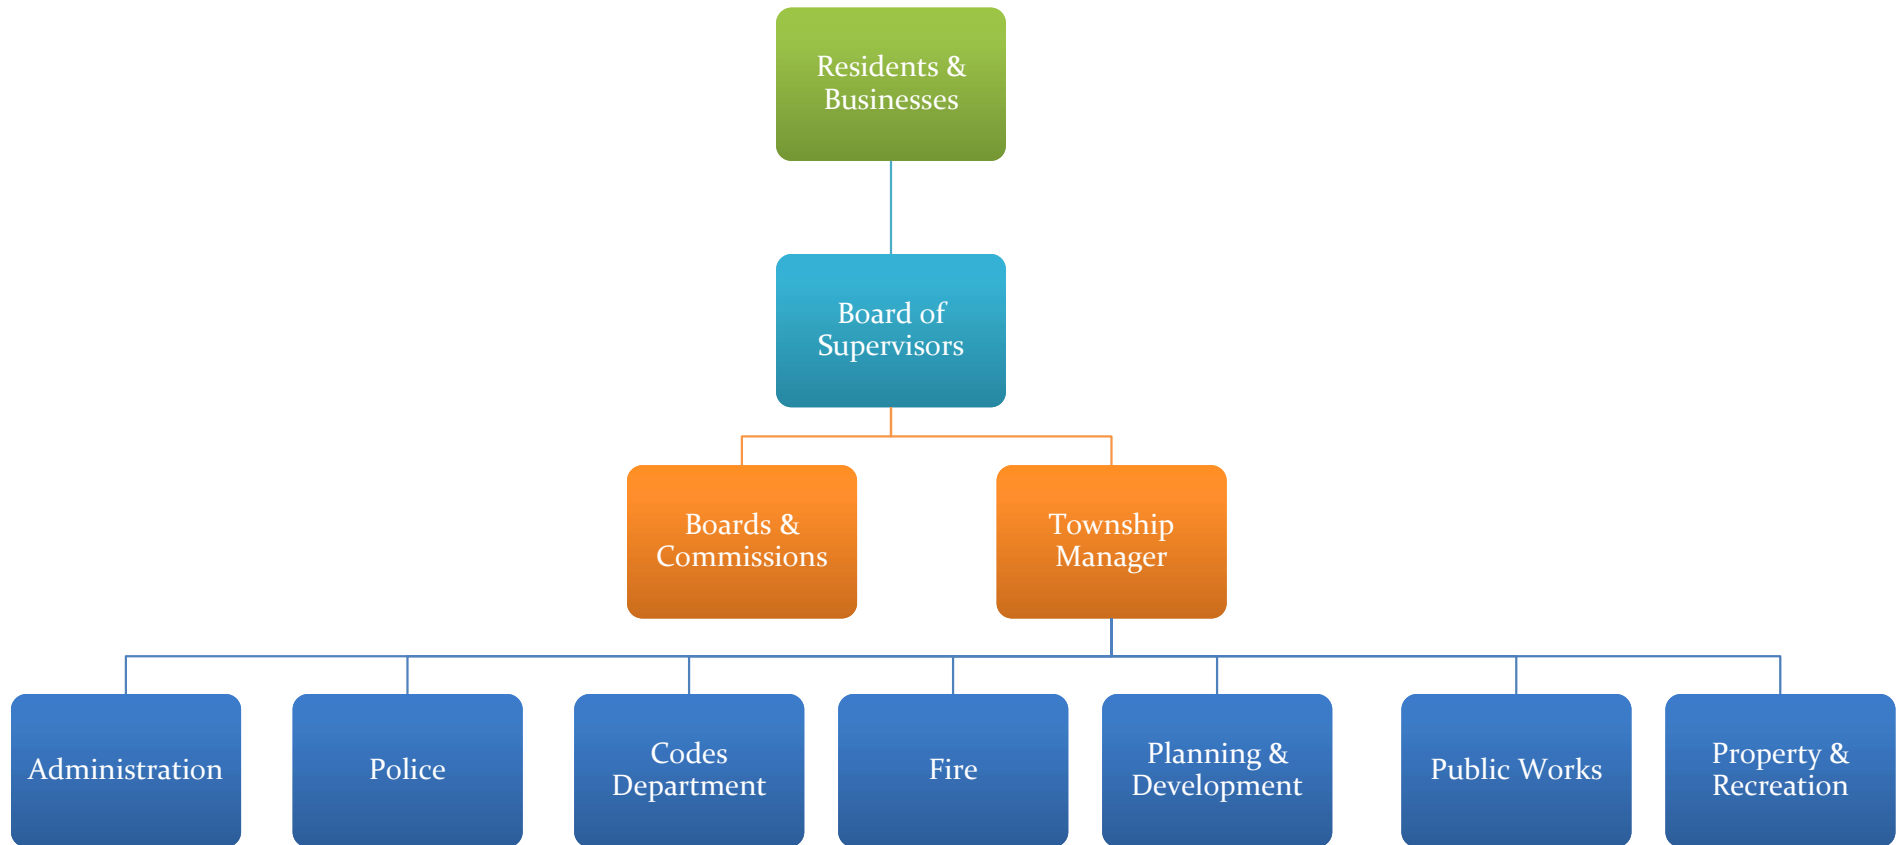 Residents &
Businesses
Board of
Supervisors
Boards &
Commissions
Township
Manager
Administration
Police
Codes
Department
Fire
Planning &
Development
Public Works
Property &
Recreation